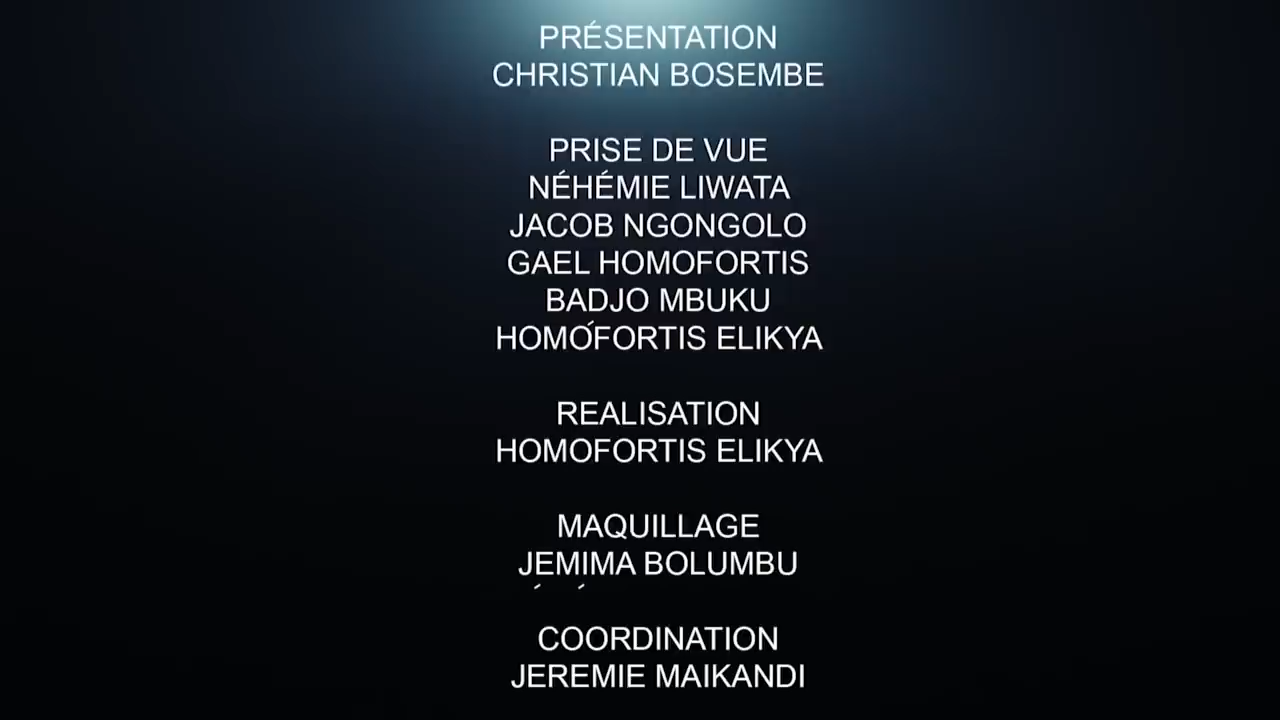 PRÉSENTATION
CHRISTIAN BOSEMBE
PRISE DE VUE
NÉHÉMIE LIWATA
JACOB NGONGOLO
GAEL HOMOFORTIS
BADJO MBUKU
HOMOFORTIS ELIKYA
REALISATION
HOMOFORTIS ELIKYA
MAQUILLAGE
JEMIMA BOLUMBU
COORDINATION
JEREMIE MAIKANDI